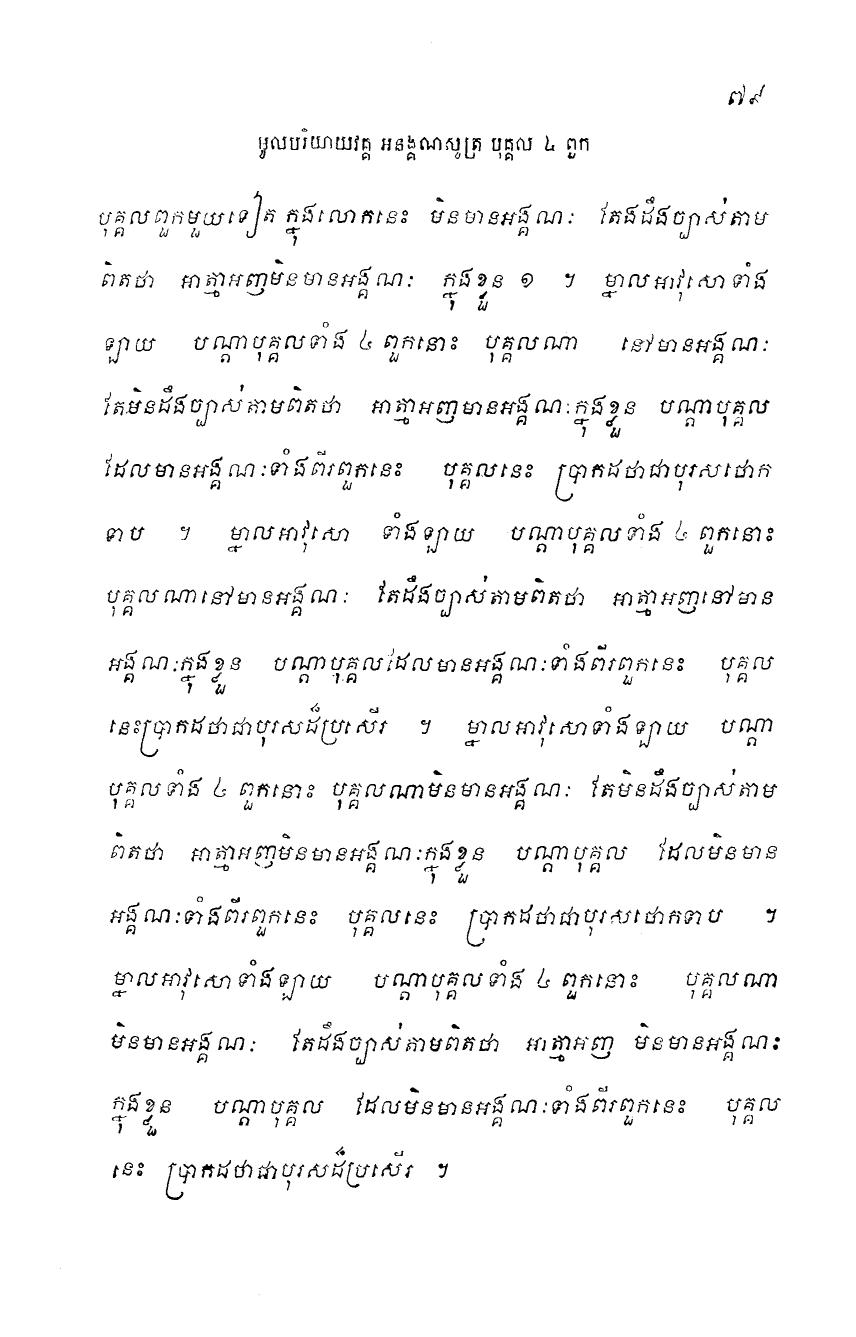 ៧៩
មូលបរិយាយវគ្គ អនង្គណសូត្រ បុគ្គល ៤ ពួក
បុគ្គលពួកមួយទៀត ក្នុងលោកនេះ មិនមានអង្គណៈ តែងដឹងច្បាស់តាម
ពិតថា អាត្មាអញមិនមានអង្គណៈ ក្នុងខ្លួន ១ ។ ម្នាលអាវុសោទាំង
ឡាយ បណ្តាបុគ្គលទាំង ៤ ពួកនោះ បុគ្គលណា នៅមានអង្គណៈ
តែមិនដឹងច្បាស់តាមពិតថា អាត្មាអញមានអង្គណៈក្នុងខ្លួន បណ្តាបុគ្គល
ដែលមានអង្គណៈទាំងពីរពួកនេះ បុគ្គលនេះ ប្រាកដថាជាបុរសថោក
ទាប ។ ម្នាលអាវុសោ ទាំងឡាយ បណ្តាបុគ្គលទាំង ៤ ពួកនោះ
បុគ្គលណានៅមានអង្គណៈ តែដឹងច្បាស់តាមពិតថា អាត្មាអញនៅមាន
អង្គណៈក្នុងខ្លួន បណ្តាបុគ្គលដែលមានអង្គណៈទាំងពីរពួកនេះ បុគ្គល
នេះប្រាកដថាជាបុរសដ៏ប្រសើរ ។ ម្នាលអាវុសោទាំងឡាយ បណ្តា
បុគ្គលទាំង ៤ ពួកនោះ បុគ្គលណាមិនមានអង្គណៈ តែមិនដឹងច្បាស់តាម
ពិតថា អាត្មាអញមិនមានអង្គណៈក្នុងខ្លួន បណ្តាបុគ្គល ដែលមិនមាន
អង្គណៈទាំងពីរពួកនេះ បុគ្គលនេះ ប្រាកដថាជាបុរសថោកទាប ។
ម្នាលអាវុសោទាំងឡាយ បណ្តាបុគ្គលទាំង ៤ ពួកនោះ បុគ្គលណា
មិនមានអង្គណៈ តែដឹងច្បាស់តាមពិតថា អាត្មាអញ មិនមានអង្គណៈ
ក្នុងខ្លួន បណ្តាបុគ្គល ដែលមិនមានអង្គណៈទាំងពីរពួកនេះ បុគ្គល
នេះ ប្រាកដថាជាបុរសដ៏ប្រសើរ ។